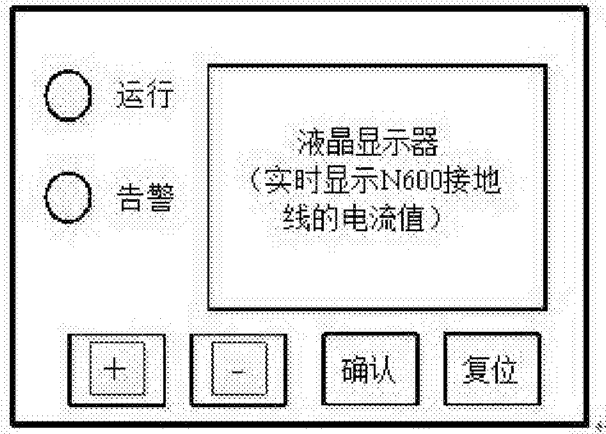 运行
液晶显示器
（实时显示N600接地
线的电流值）
告警
+
-
确认
复位